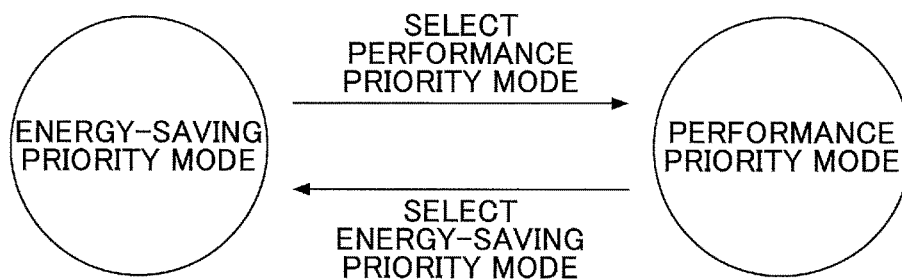 SELECT
PERFORMANCE
PRIORITY MODE
ENERGY-SAVING
PRIORITY MODE
PERFORMANCE
PRIORITY MODE
SELECT
ENERGY-SAVING
PRIORITY MODE